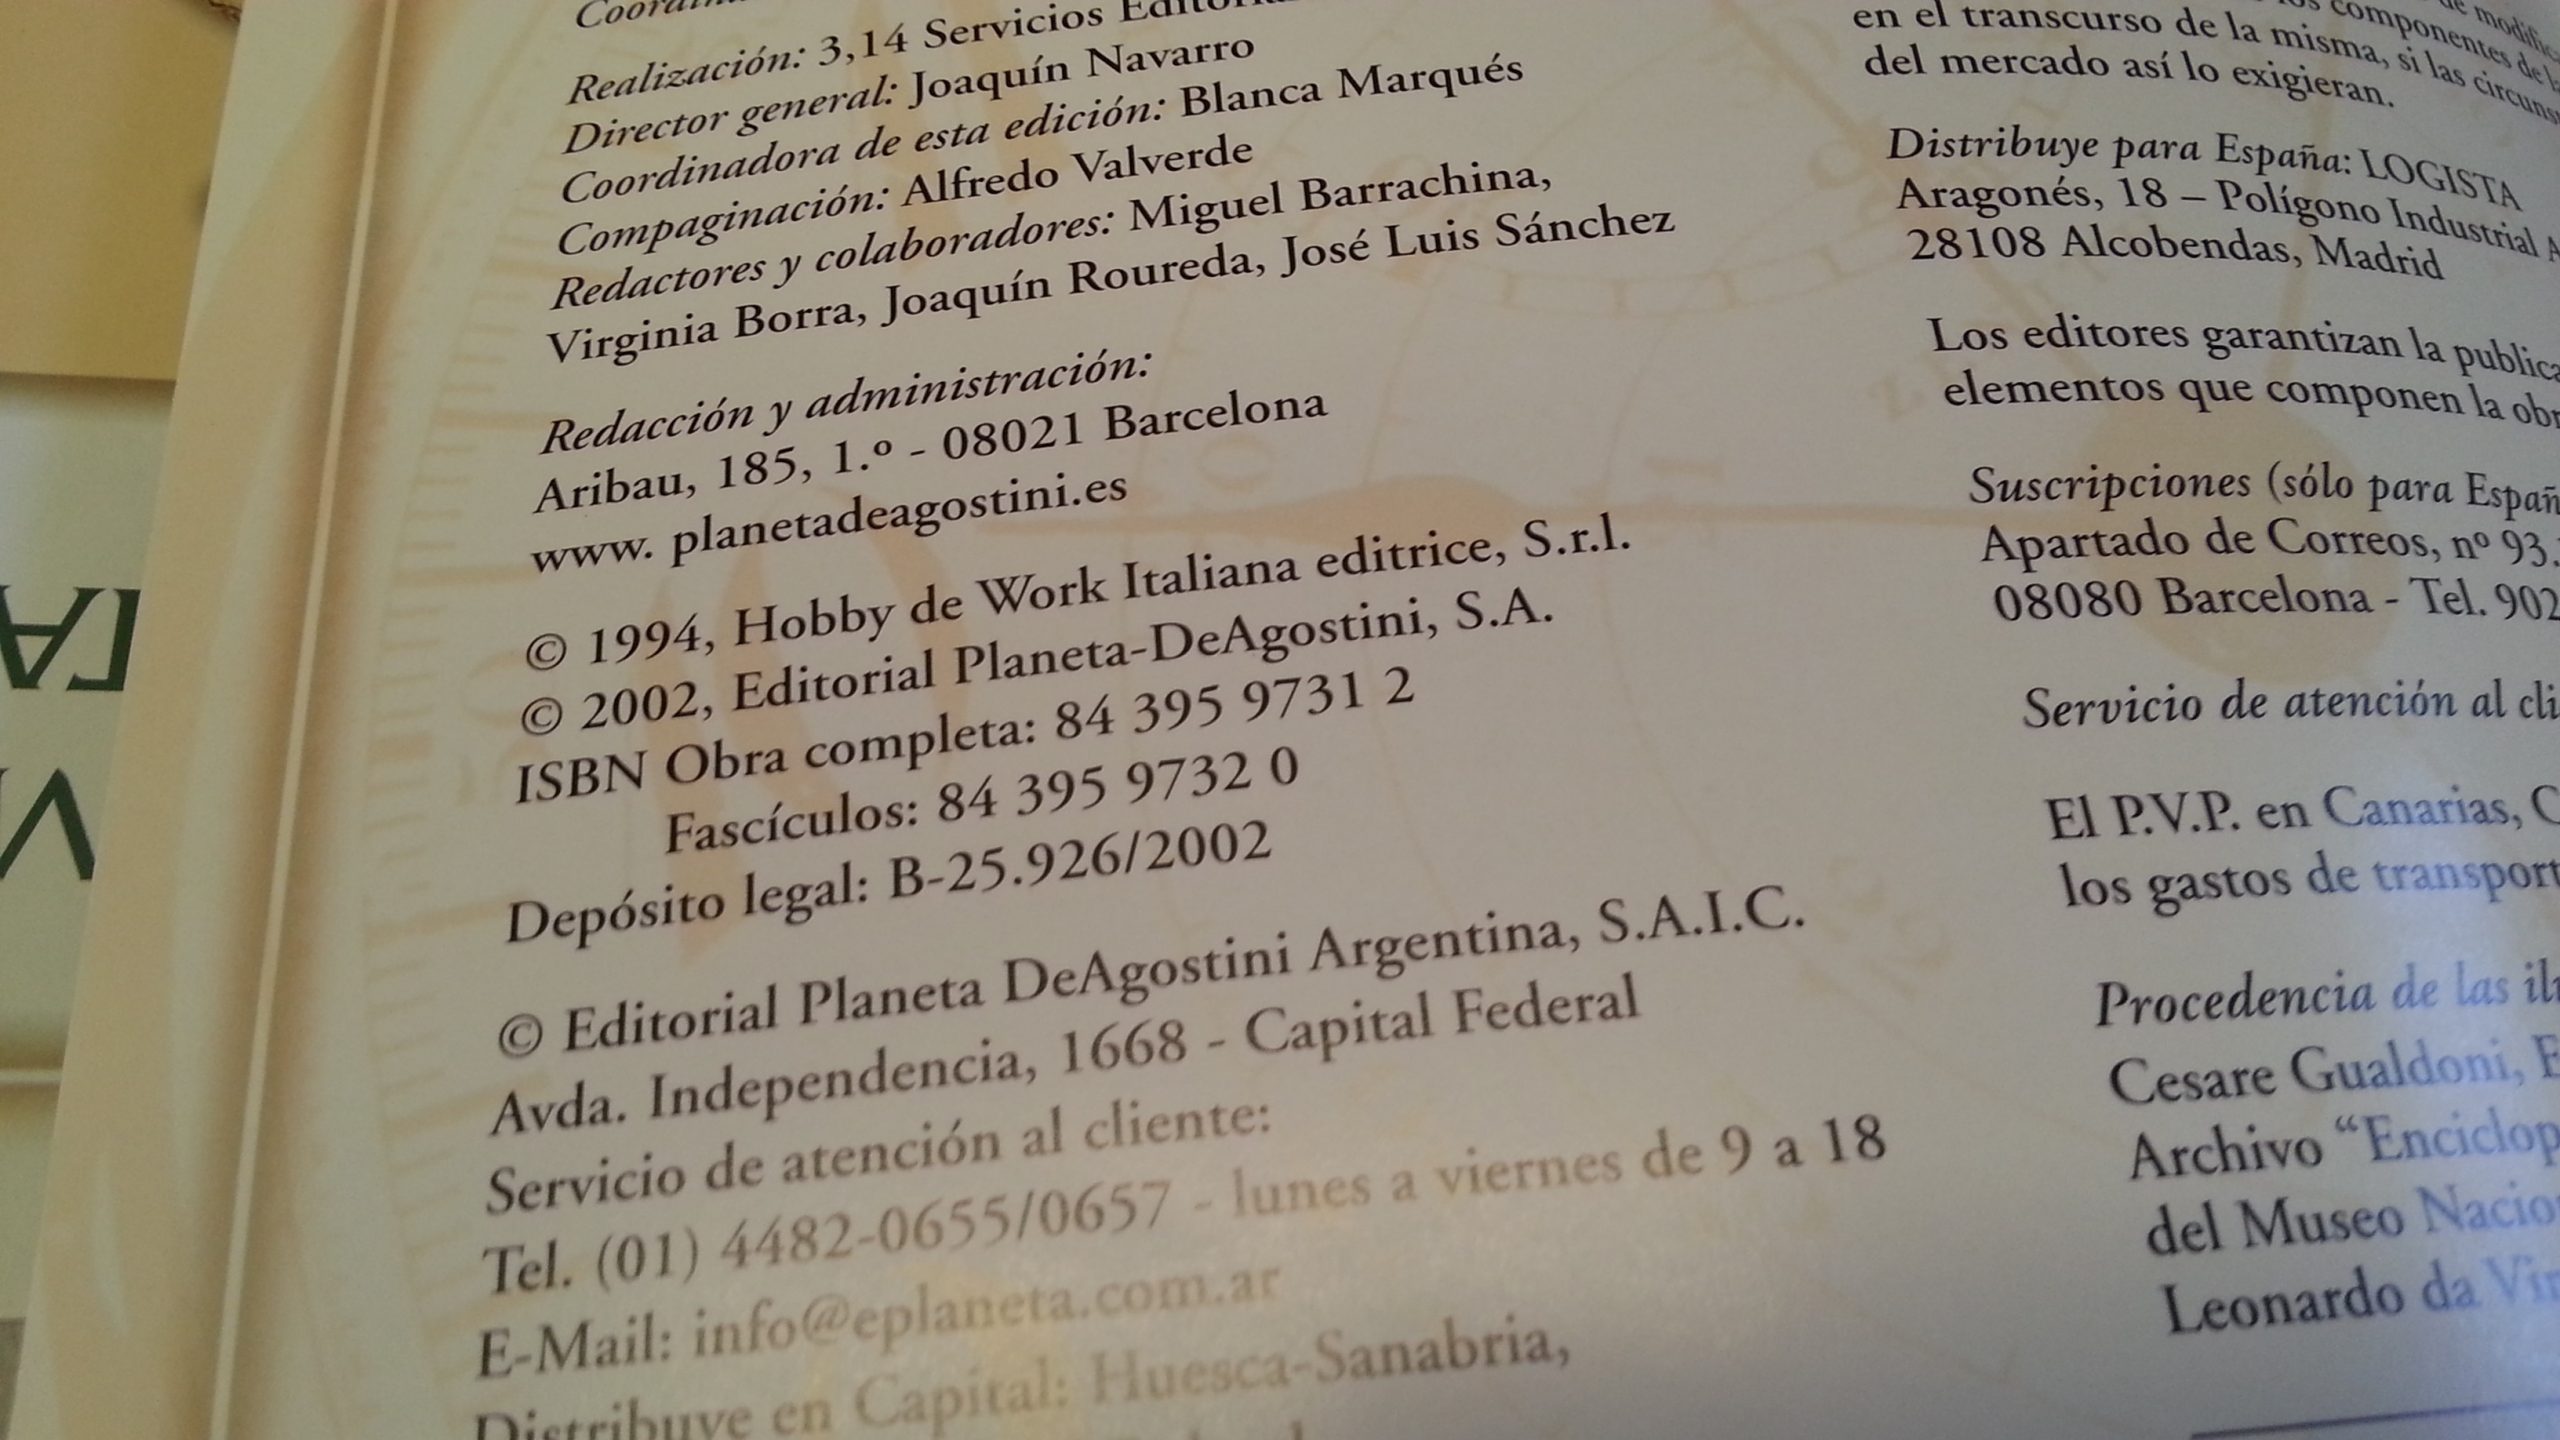 Realización: 3,14 Servicios
Director general: Joaquín Navarro
Coordinadora de esta edición: Blanca Marqués
Compaginación: Alfredo Valverde
Redactores y colaboradores: Miguel Barrachina,
Virginia Borra, Joaquín Roureda, José Luis Sánchez
Redacción y administración:
Aribau, 185, 1.º - 08021 Barcelona
www. planetadeagostini.es
© 1994, Hobby de Work Italiana editrice, S.r.l.
© 2002, Editorial Planeta-DeAgostini, S.A.
ISBN Obra completa: 84 395 9731 2
Fascículos: 84 395 9732 0
Depósito legal: B-25.926/2002
© Editorial Planeta DeAgostini Argentina, S.A.I.C.
Avda. Independencia, 1668 - Capital Federal
Servicio de atención al cliente:
Tel. (01) 4482-0655/0657 - lunes a viernes de 9 a 18
E-Mail: info@eplaneta.com.ar
Distribuye en Capital: Huesca-Sanabria,
componentes de
en el transcurso de la misma, si las
del mercado así lo exigieran.
Distribuye para España: LOGISTA
Aragonés, 18 – Polígono Industrial
28108 Alcobendas, Madrid
Los editores garantizan la
elementos que componen la
Suscripciones (sólo para
Apartado de Correos, nº 93.
08080 Barcelona - Tel. 902
Servicio de atención al
El P.V.P. en Canarias,
los gastos de
Procedencia de las
Cesare Gualdoni,
Archivo
del Museo
Leonardo da